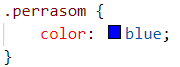 .perrasom {
    color: blue;
}